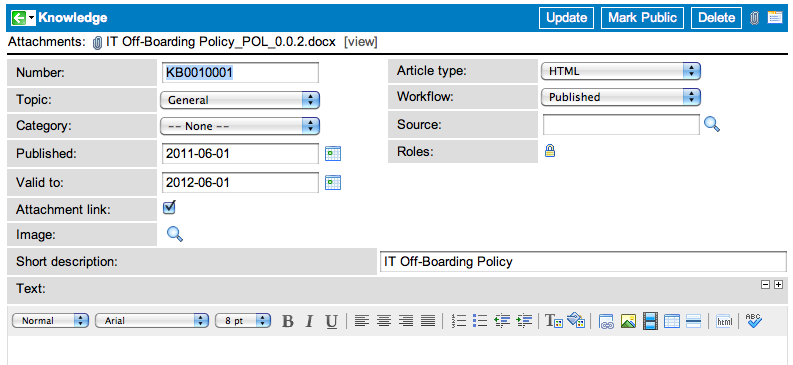 Knowledge Update Mark Public Delete
Attachments: IT Off-Boarding Policy_POL_0.0.2.docx [view]
Number: KB0010001 Article type: HTML
Topic: General Workflow: Published
Category: -- None -- Source:
Published: 2011-06-01 Roles:
Valid to: 2012-06-01
Attachment link:
Image:
Short description: IT Off-Boarding Policy
Text:
Normal Arial 8 pt B I U T html ABC